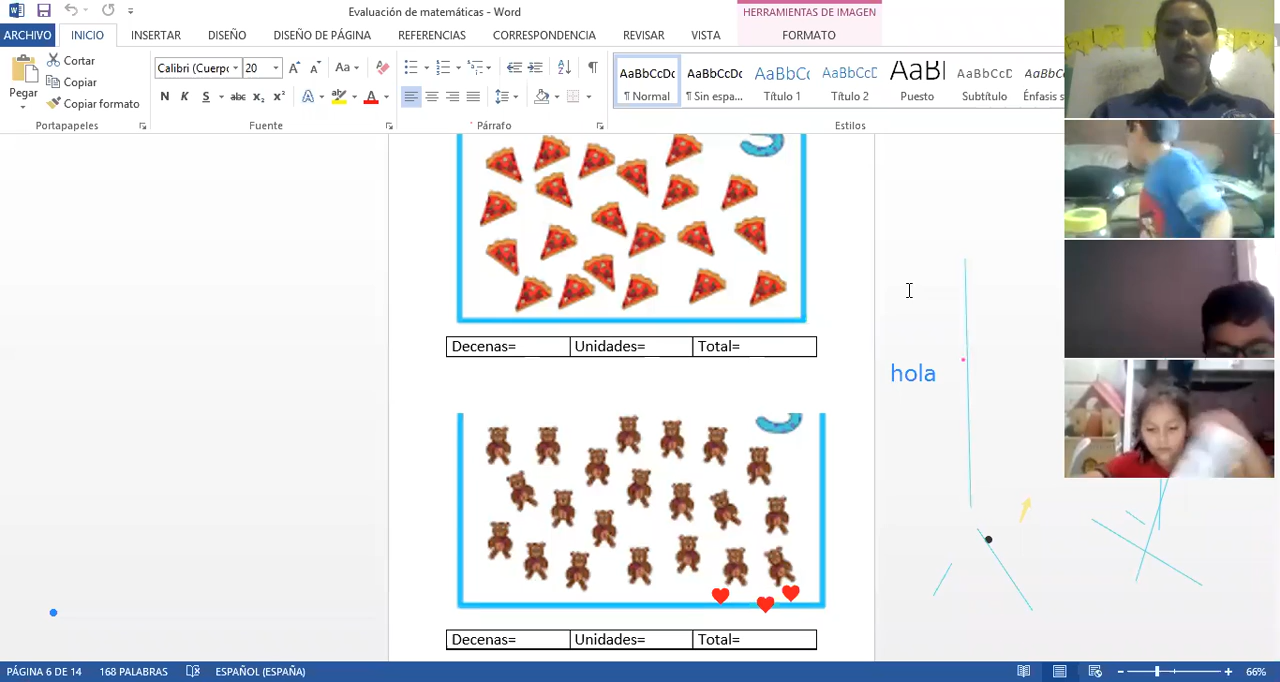 Evaluación de matemáticas - Word
HERRAMIENTAS DE IMAGEN
ARCHIVO INICIO INSERTAR DISEÑO DISEÑO DE PÁGINA REFERENCIAS CORRESPONDENCIA REVISAR VISTA FORMATO
Pegar
Cortar
Copiar
Copiar formato
Portapapeles
Calibri (Cuerpo 20
N K S abc x₂ x²
Fuente
Párrafo
AaBbCcDc AaBbCcDc AaBbCc AaBbCcD AaBl AaBbCcD AaBbCcD
¶ Normal ¶ Sin espa... Título 1 Título 2 Puesto Subtítulo Énfasis s
Estilos
Decenas= Unidades= Total=
hola
Decenas= Unidades= Total=
PÁGINA 6 DE 14 168 PALABRAS ESPAÑOL (ESPAÑA) 66%